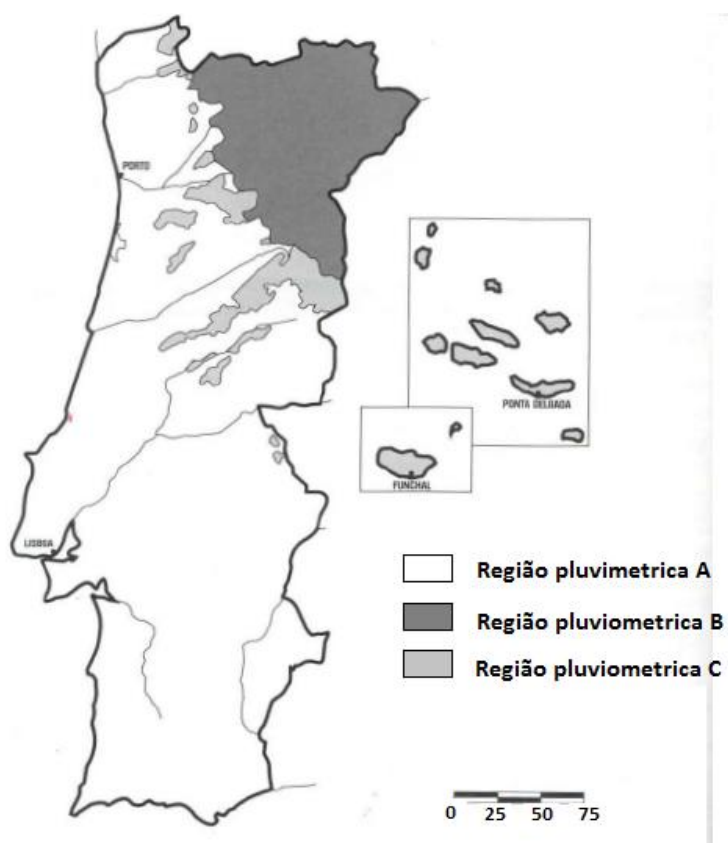 PORTO
PONTA DELGADA
FUNCHAL
LISBOA
Região pluvimetrica A
Região pluviometrica B
Região pluviometrica C
0 25 50 75